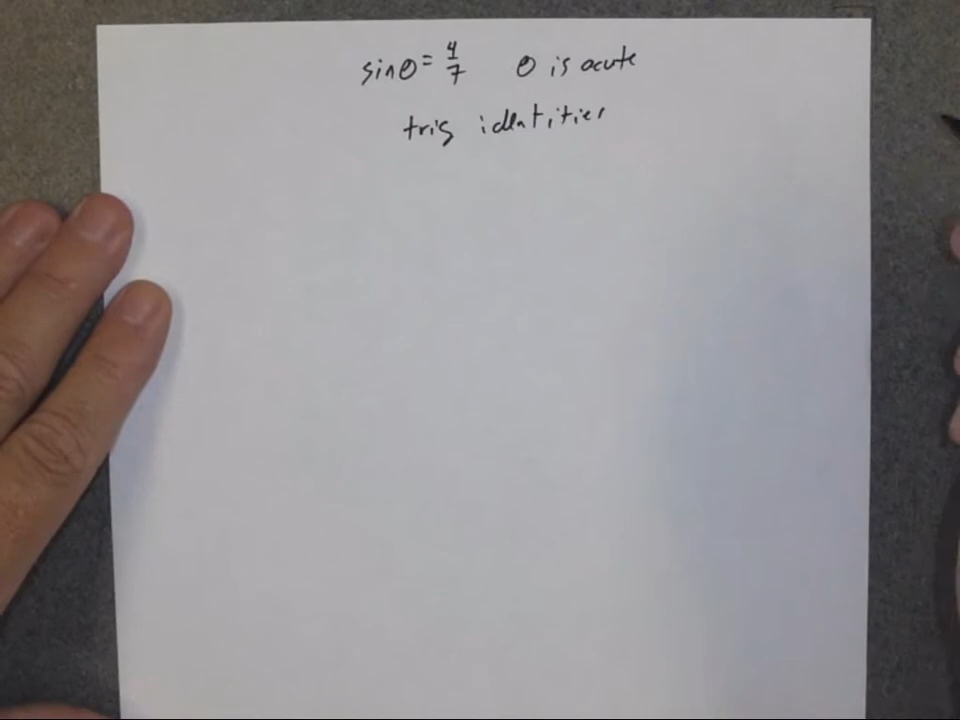 sinθ = 4/7 θ is acute
trig identities